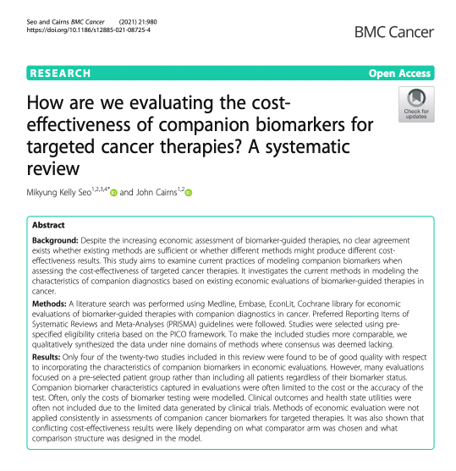 Seo and Cairns BMC Cancer (2021) 21:980
https://doi.org/10.1186/s12885-021-08725-4
BMC Cancer
RESEARCH
Open Access
How are we evaluating the cost-
effectiveness of companion biomarkers for
targeted cancer therapies? A systematic
review
Check for
updates
Mikyung Kelly Seo1,2,3,4* and John Cairns1,2
Abstract
Background: Despite the increasing economic assessment of biomarker-guided therapies, no clear agreement
exists whether existing methods are sufficient or whether different methods might produce different cost-
effectiveness results. This study aims to examine current practices of modeling companion biomarkers when
assessing the cost-effectiveness of targeted cancer therapies. It investigates the current methods in modeling the
characteristics of companion diagnostics based on existing economic evaluations of biomarker-guided therapies in
cancer.
Methods: A literature search was performed using Medline, Embase, EconLit, Cochrane library for economic
evaluations of biomarker-guided therapies with companion diagnostics in cancer. Preferred Reporting Items of
Systematic Reviews and Meta-Analyses (PRISMA) guidelines were followed. Studies were selected using pre-
specified eligibility criteria based on the PICO framework. To make the included studies more comparable, we
qualitatively synthesized the data under nine domains of methods where consensus was deemed lacking.
Results: Only four of the twenty-two studies included in this review were found to be of good quality with respect
to incorporating the characteristics of companion biomarkers in economic evaluations. However, many evaluations
focused on a pre-selected patient group rather than including all patients regardless of their biomarker status.
Companion biomarker characteristics captured in evaluations were often limited to the cost or the accuracy of the
test. Often, only the costs of biomarker testing were modelled. Clinical outcomes and health state utilities were
often not included due to the limited data generated by clinical trials. Methods of economic evaluation were not
applied consistently in assessments of companion cancer biomarkers for targeted therapies. It was also shown that
conflicting cost-effectiveness results were likely depending on what comparator arm was chosen and what
comparison structure was designed in the model.